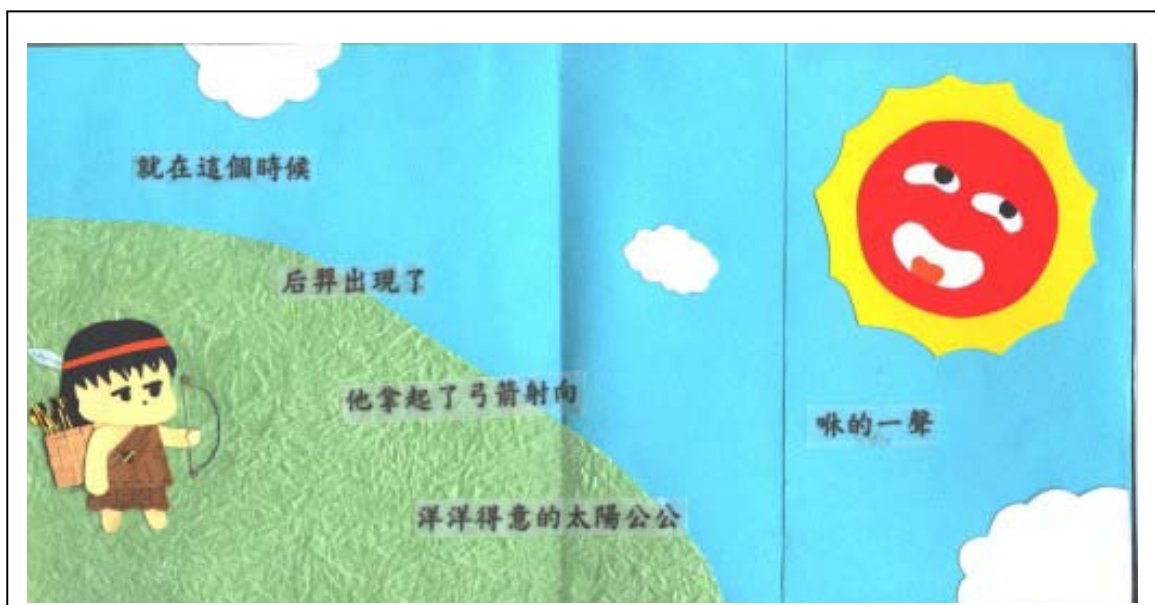 就在這個時候
后羿出現了
他拿起了弓箭射向
洋洋得意的太陽公公
咻的一聲